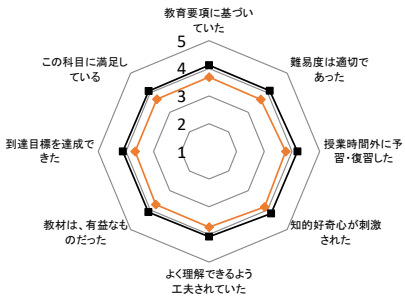 教育要項に基づい
ていた
難易度は適切で
あった
授業時間外に予
習・復習した
知的好奇心が刺激
された
よく理解できるよう
工夫されていた
教材は、有益なも
のだった
到達目標を達成で
きた
この科目に満足し
ている
5
4
3
2
1